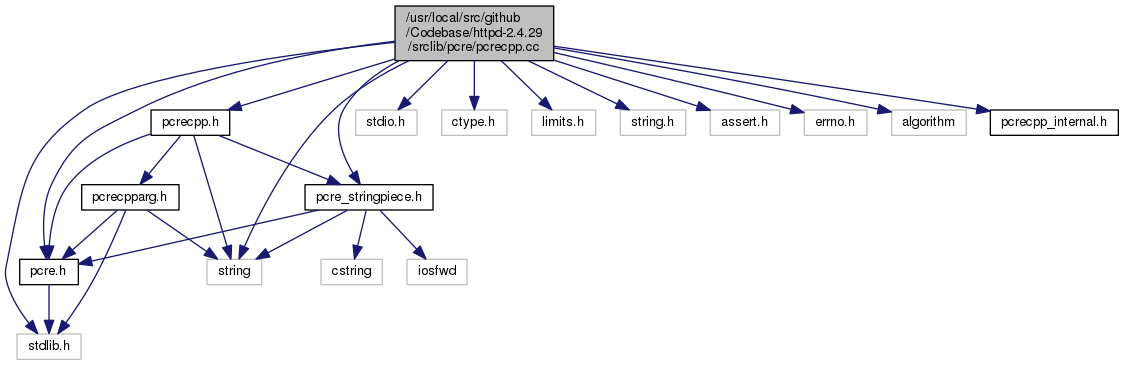 /usr/local/src/github
/Codebase/httpd-2.4.29
/srclib/pcre/pcrecpp.cc
pcrecpp.h
stdio.h
ctype.h
limits.h
string.h
assert.h
errno.h
algorithm
pcrecpp_internal.h
pcrecpparg.h
pcre_stringpiece.h
pcre.h
string
cstring
iosfwd
stdlib.h